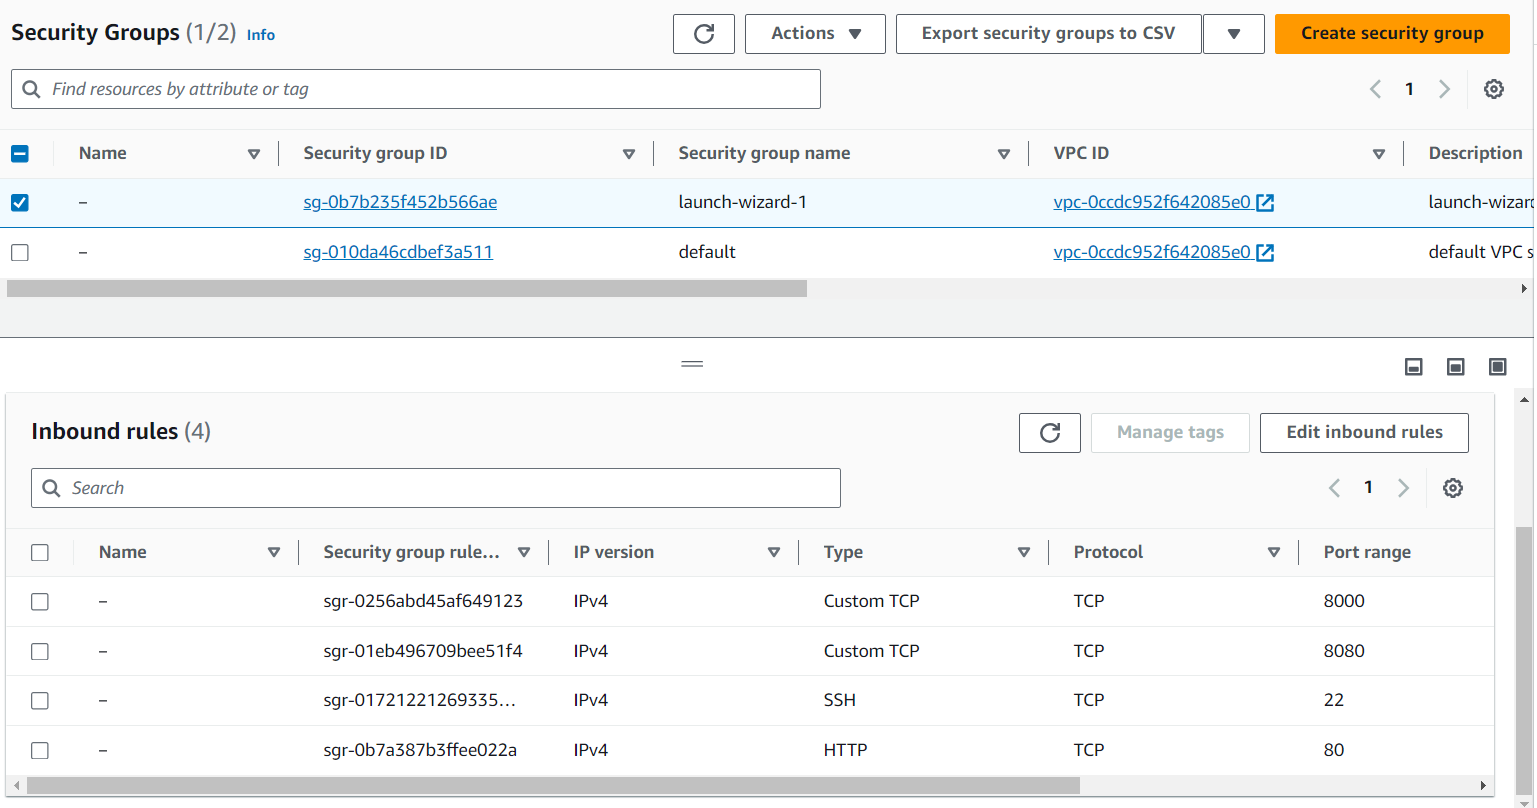 Security Groups (1/2) Info
Actions
Export security groups to CSV
Create security group
Find resources by attribute or tag
1
Name Security group ID Security group name VPC ID Description
– sg-0b7b235f452b566ae launch-wizard-1 vpc-0ccdc952f642085e0 launch-wizard
– sg-010da46cdbef3a511 default vpc-0ccdc952f642085e0 default VPC s
Inbound rules (4)
Manage tags
Edit inbound rules
Search
1
Name Security group rule... IP version Type Protocol Port range
– sgr-0256abd45af649123 IPv4 Custom TCP TCP 8000
– sgr-01eb496709bee51f4 IPv4 Custom TCP TCP 8080
– sgr-01721221269335... IPv4 SSH TCP 22
– sgr-0b7a387b3ffee022a IPv4 HTTP TCP 80